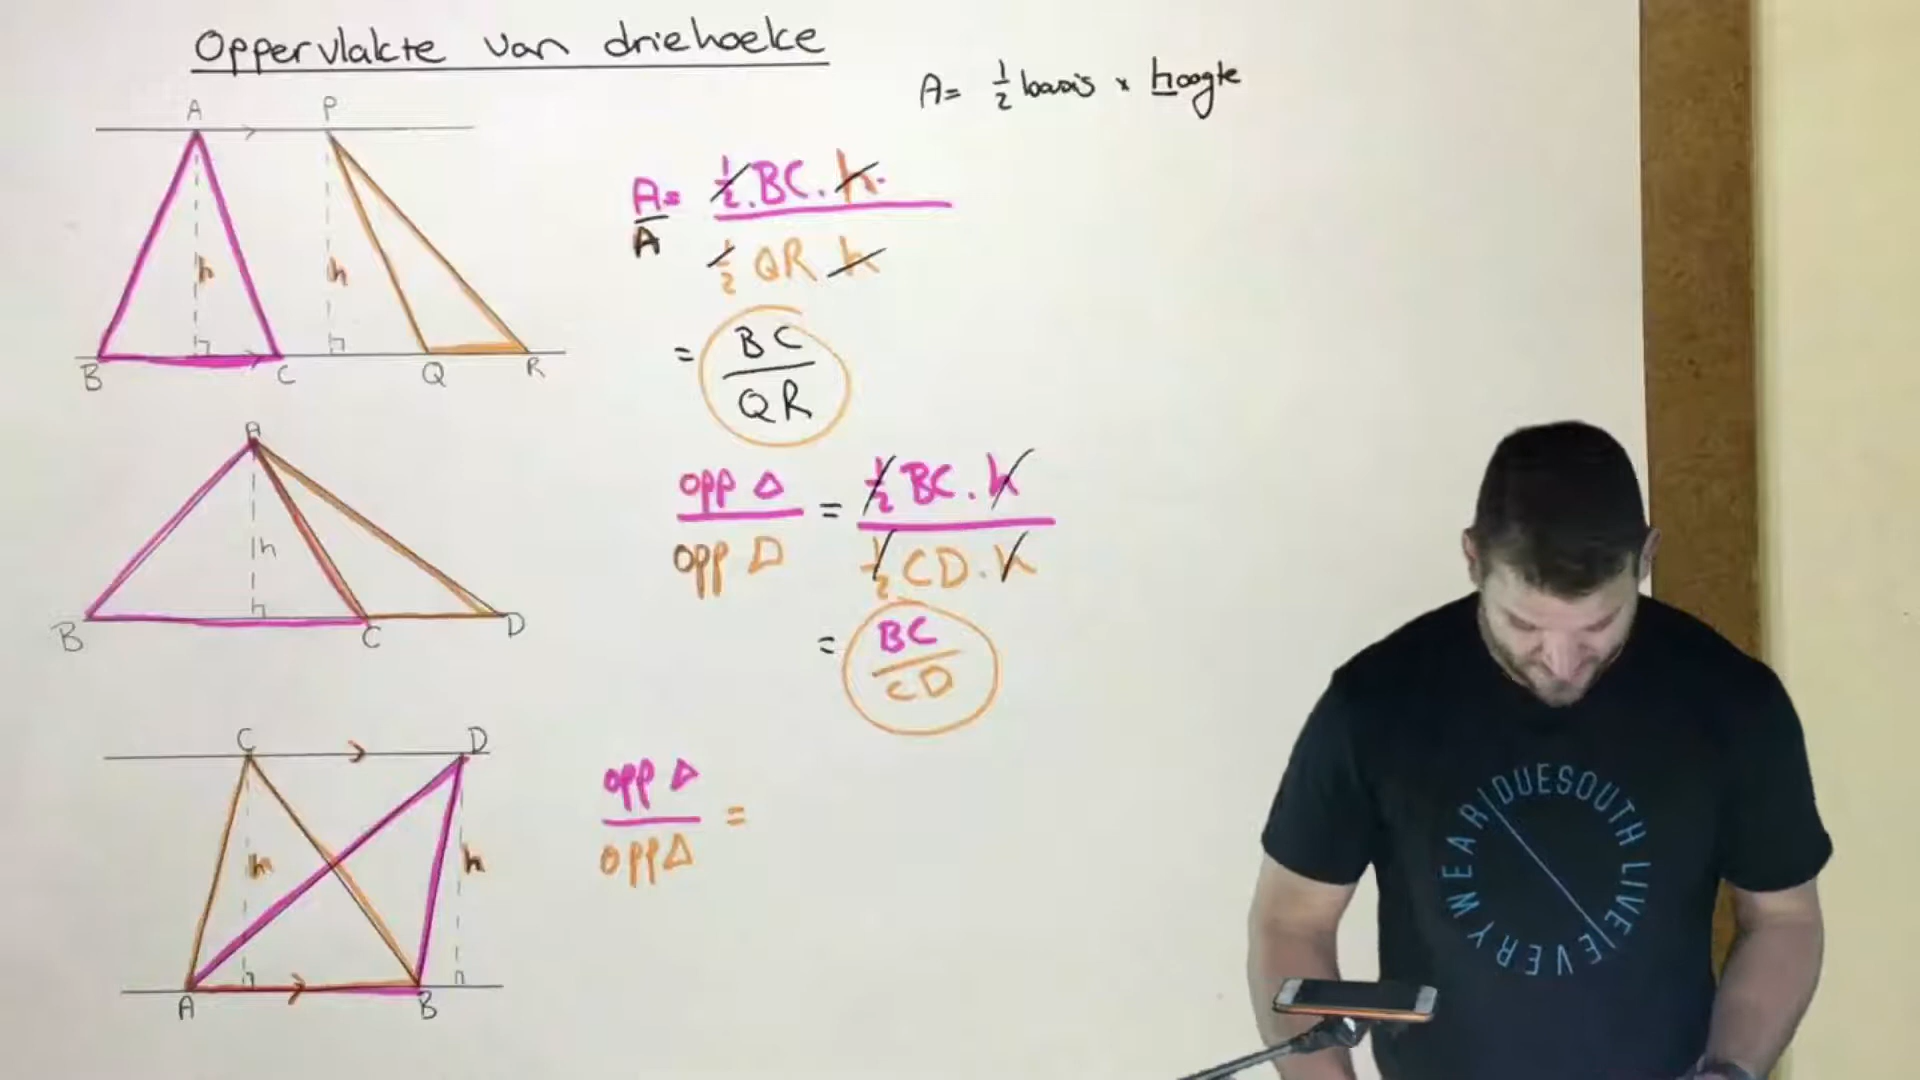 Oppervlakte van driehoeke
A= 1/2 basis × hoogte
A P
h h
B C Q R
A/A = 1/2.BC.h. / 1/2 QR h
= BC/QR
A
h
B C D
opp Δ / opp Δ = 1/2 BC.h / 1/2 CD.h
= BC/CD
C D
h h
A B
opp Δ / opp Δ =
DUESOUTH LIVE/EVERY WEAR/